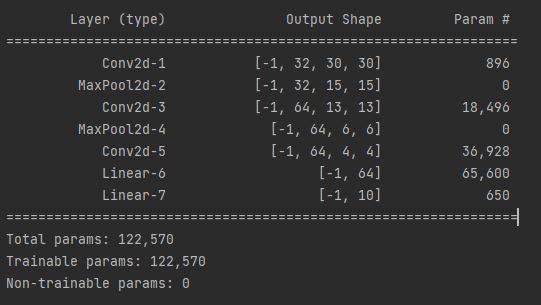 Layer (type) Output Shape Param #
================================================================
Conv2d-1 [-1, 32, 30, 30] 896
MaxPool2d-2 [-1, 32, 15, 15] 0
Conv2d-3 [-1, 64, 13, 13] 18,496
MaxPool2d-4 [-1, 64, 6, 6] 0
Conv2d-5 [-1, 64, 4, 4] 36,928
Linear-6 [-1, 64] 65,600
Linear-7 [-1, 10] 650
================================================================
Total params: 122,570
Trainable params: 122,570
Non-trainable params: 0